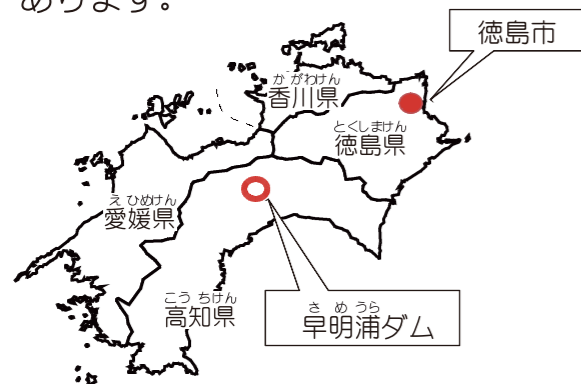 あります。
徳島市
かがわけん
香川県
とくしまけん
徳島県
えひめけん
愛媛県
こうちけん
高知県
さめうら
早明浦ダム